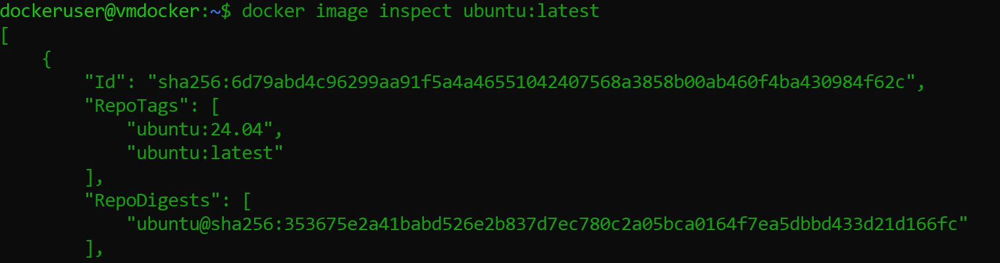 dockeruser@vmdocker:~$ docker image inspect ubuntu:latest
[
    {
        "Id": "sha256:6d79abd4c96299aa91f5a4a46551042407568a3858b00ab460f4ba430984f62c",
        "RepoTags": [
            "ubuntu:24.04",
            "ubuntu:latest"
        ],
        "RepoDigests": [
            "ubuntu@sha256:353675e2a41babd526e2b837d7ec780c2a05bca0164f7ea5dbbd433d21d166fc"
        ],